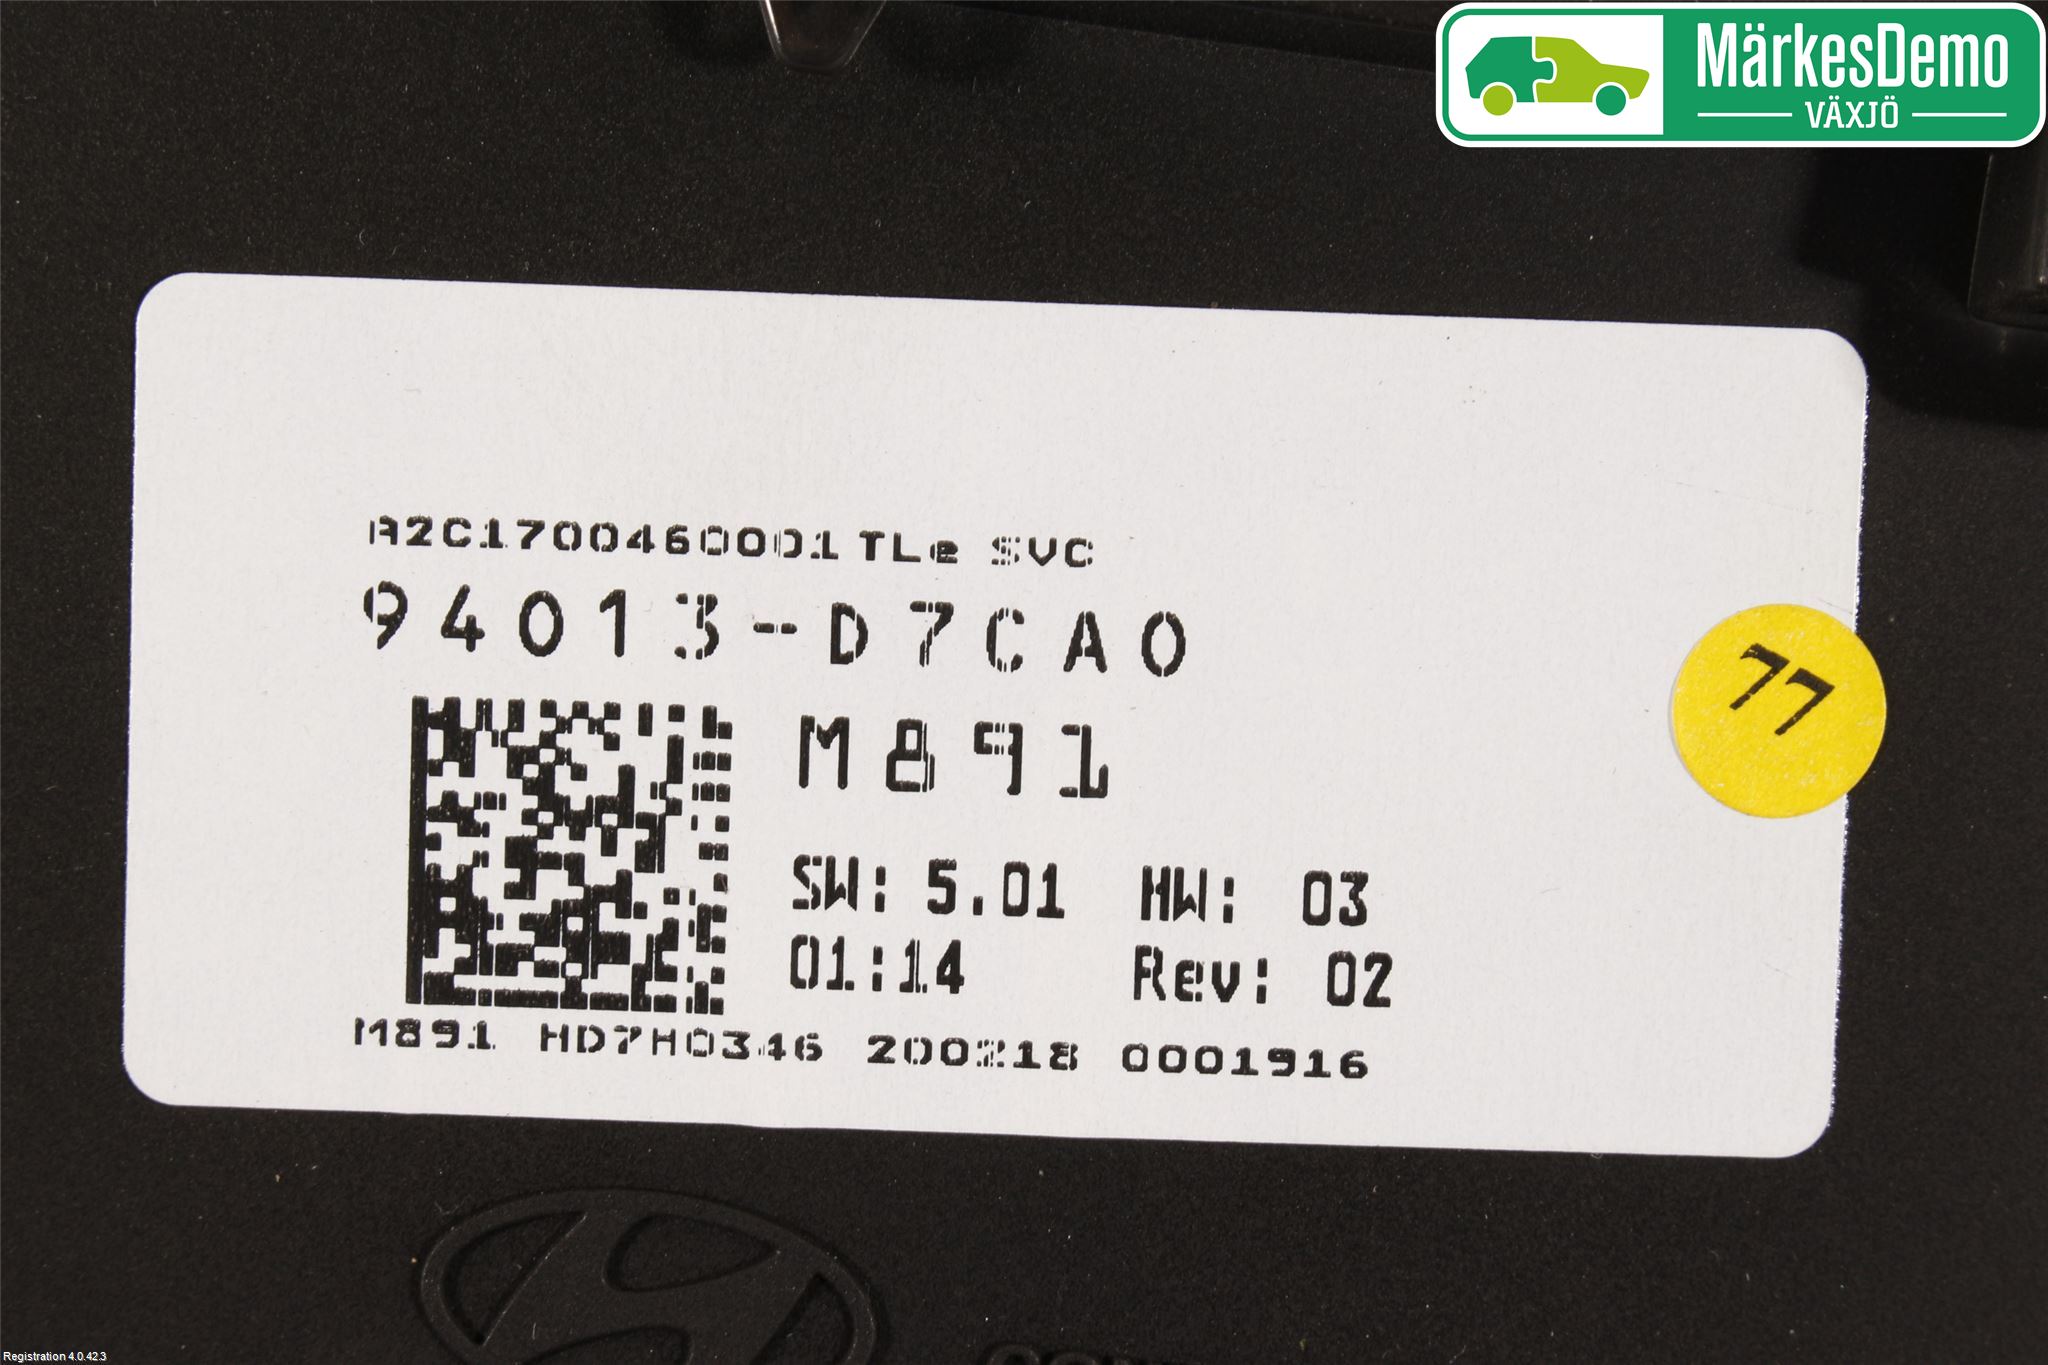 MärkesDemo
VÄXJÖ
A2C1700460001 TLe SVC
94013-D7CA0
77
M891
SW: 5.01 HW: 03
01:14 Rev: 02
M891 HD7H0346 200218 0001916
Registration 4.0.42.3